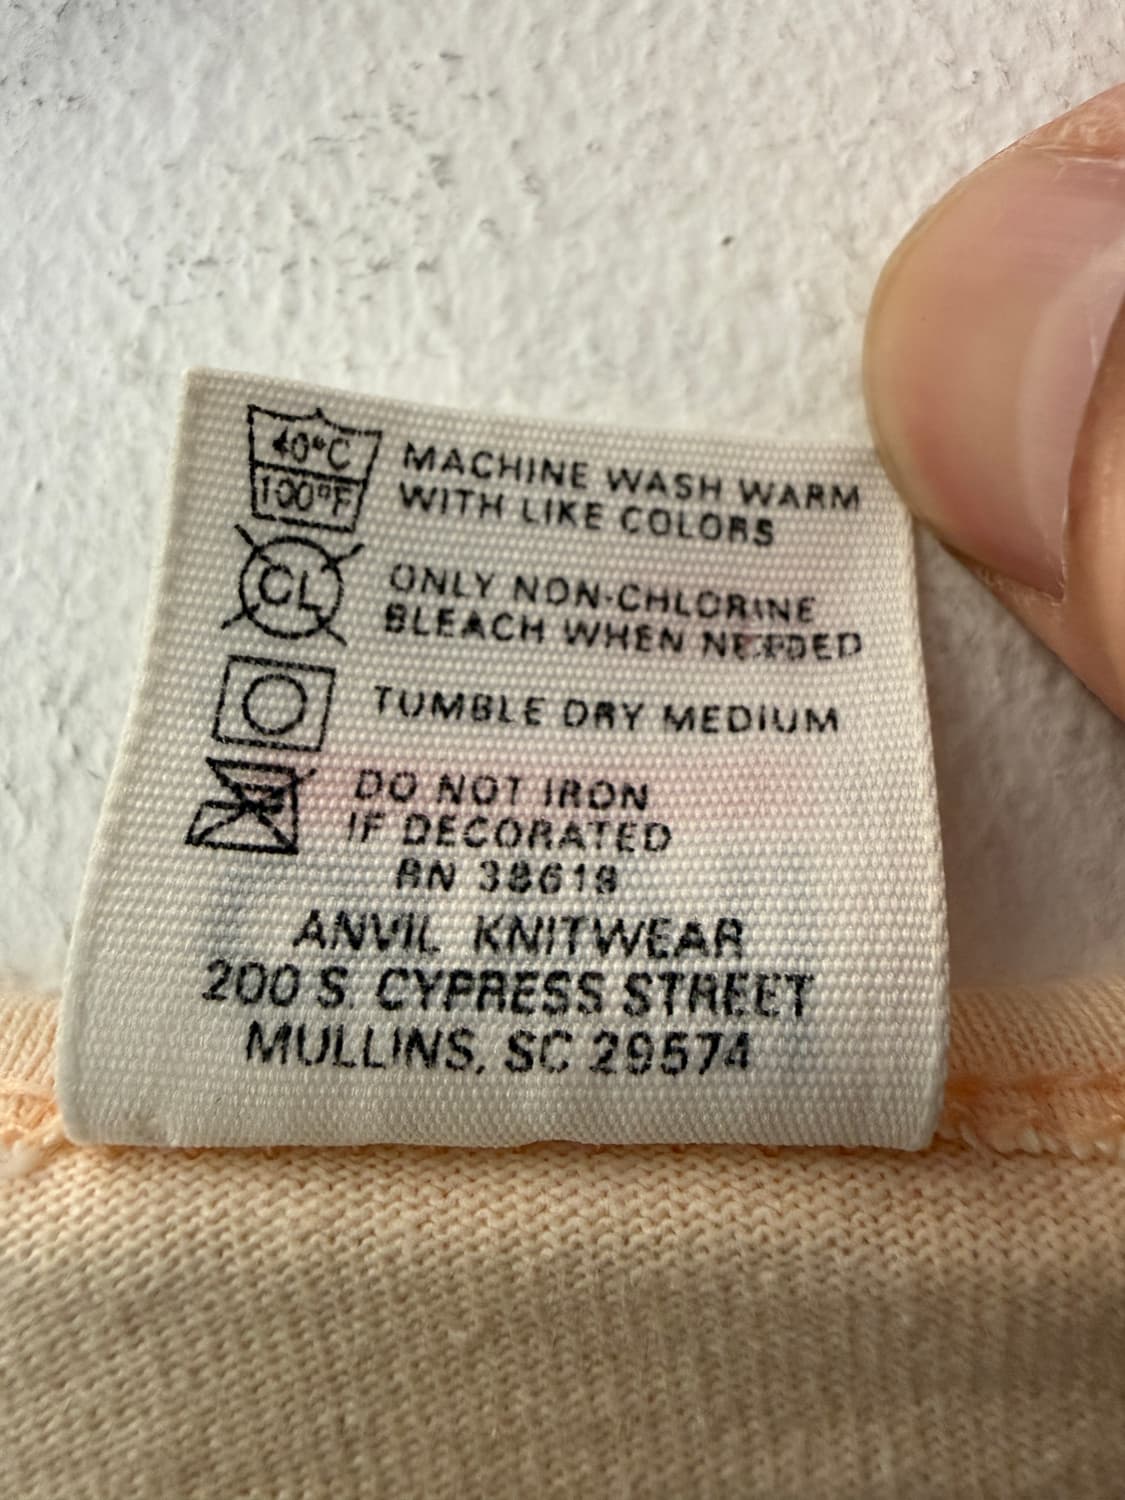 40°C
100°F
MACHINE WASH WARM
WITH LIKE COLORS
CL
ONLY NON-CHLORINE
BLEACH WHEN NEEDED
TUMBLE DRY MEDIUM
DO NOT IRON
IF DECORATED
RN 38619
ANVIL KNITWEAR
200 S. CYPRESS STREET
MULLINS, SC 29574